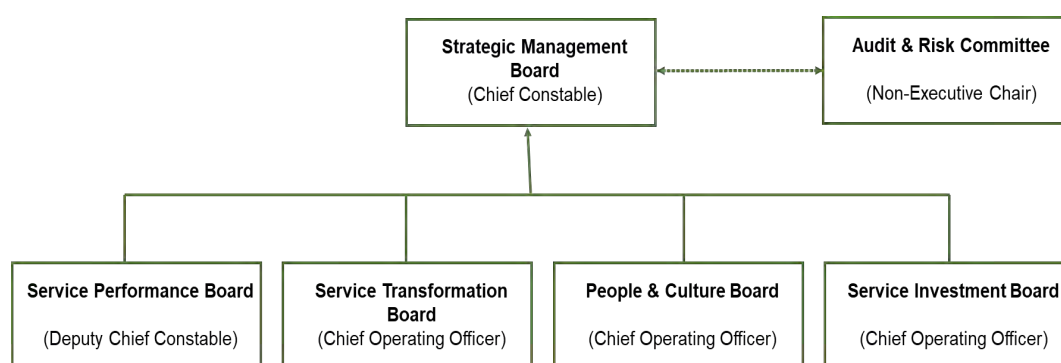 Strategic Management
Board
(Chief Constable)
Audit & Risk Committee
(Non-Executive Chair)
Service Performance Board
(Deputy Chief Constable)
Service Transformation
Board
(Chief Operating Officer)
People & Culture Board
(Chief Operating Officer)
Service Investment Board
(Chief Operating Officer)